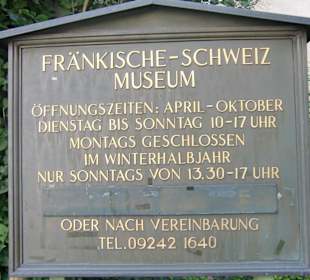 FRÄNKISCHE-SCHWEIZ
MUSEUM
ÖFFNUNGSZEITEN: APRIL-OKTOBER
DIENSTAG BIS SONNTAG 10-17 UHR
MONTAGS GESCHLOSSEN
IM WINTERHALBJAHR
NUR SONNTAGS VON 13.30-17 UHR
ODER NACH VEREINBARUNG
TEL. 09242 1640